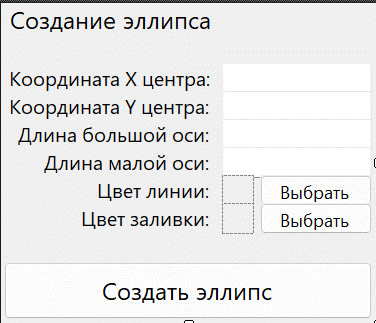 Создание эллипса
Координата X центра:
Координата Y центра:
Длина большой оси:
Длина малой оси:
Цвет линии: Выбрать
Цвет заливки: Выбрать
Создать эллипс